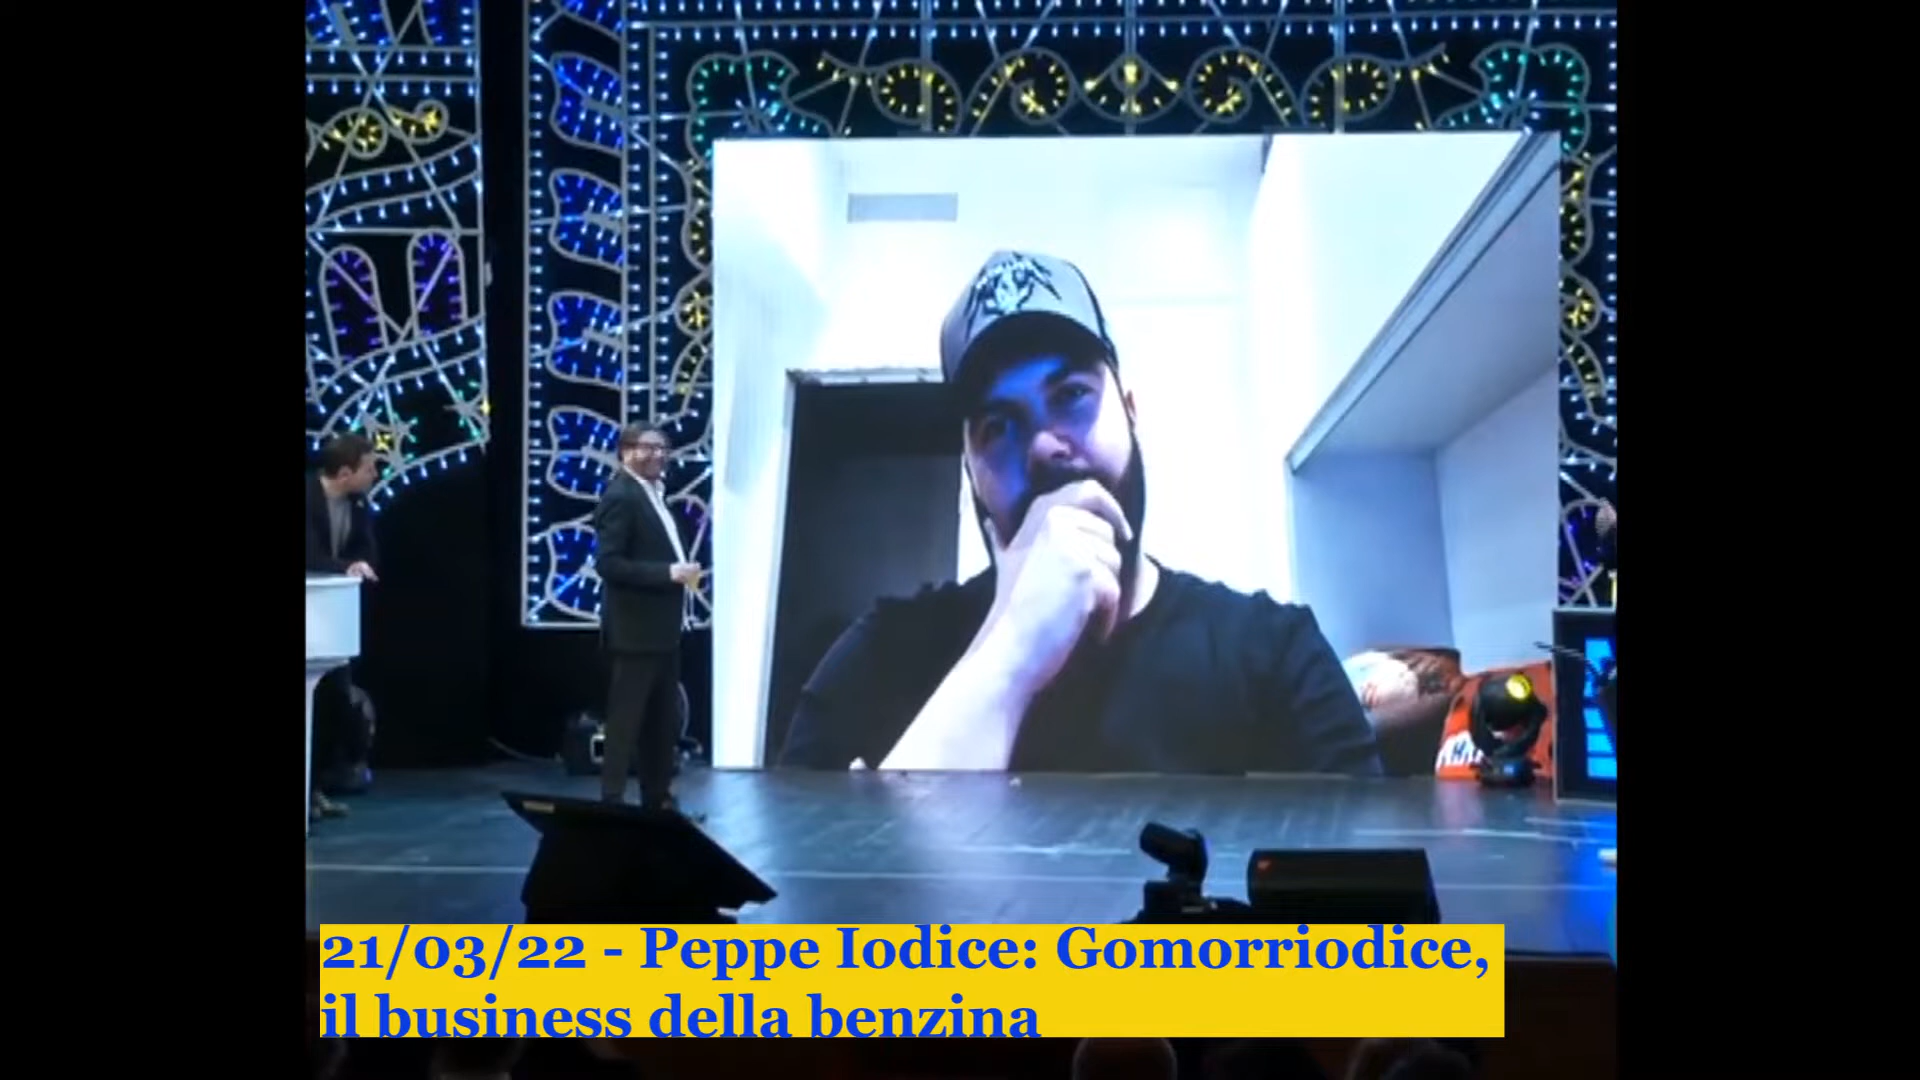 21/03/22 - Peppe Iodice: Gomorriodice,
il business della benzina